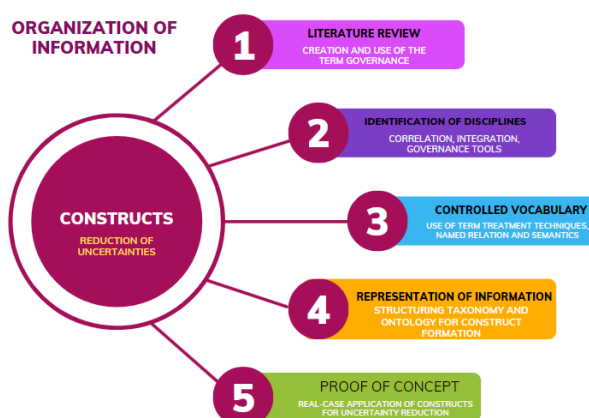 ORGANIZATION OF
INFORMATION
CONSTRUCTS
REDUCTION OF
UNCERTAINTIES
1
LITERATURE REVIEW
CREATION AND USE OF THE
TERM GOVERNANCE
2
IDENTIFICATION OF DISCIPLINES
CORRELATION, INTEGRATION,
GOVERNANCE TOOLS
3
CONTROLLED VOCABULARY
USE OF TERM TREATMENT TECHNIQUES,
NAMED RELATION AND SEMANTICS
4
REPRESENTATION OF INFORMATION
STRUCTURING TAXONOMY AND
ONTOLOGY FOR CONSTRUCT
FORMATION
5
PROOF OF CONCEPT
REAL-CASE APPLICATION OF CONSTRUCTS
FOR UNCERTAINTY REDUCTION